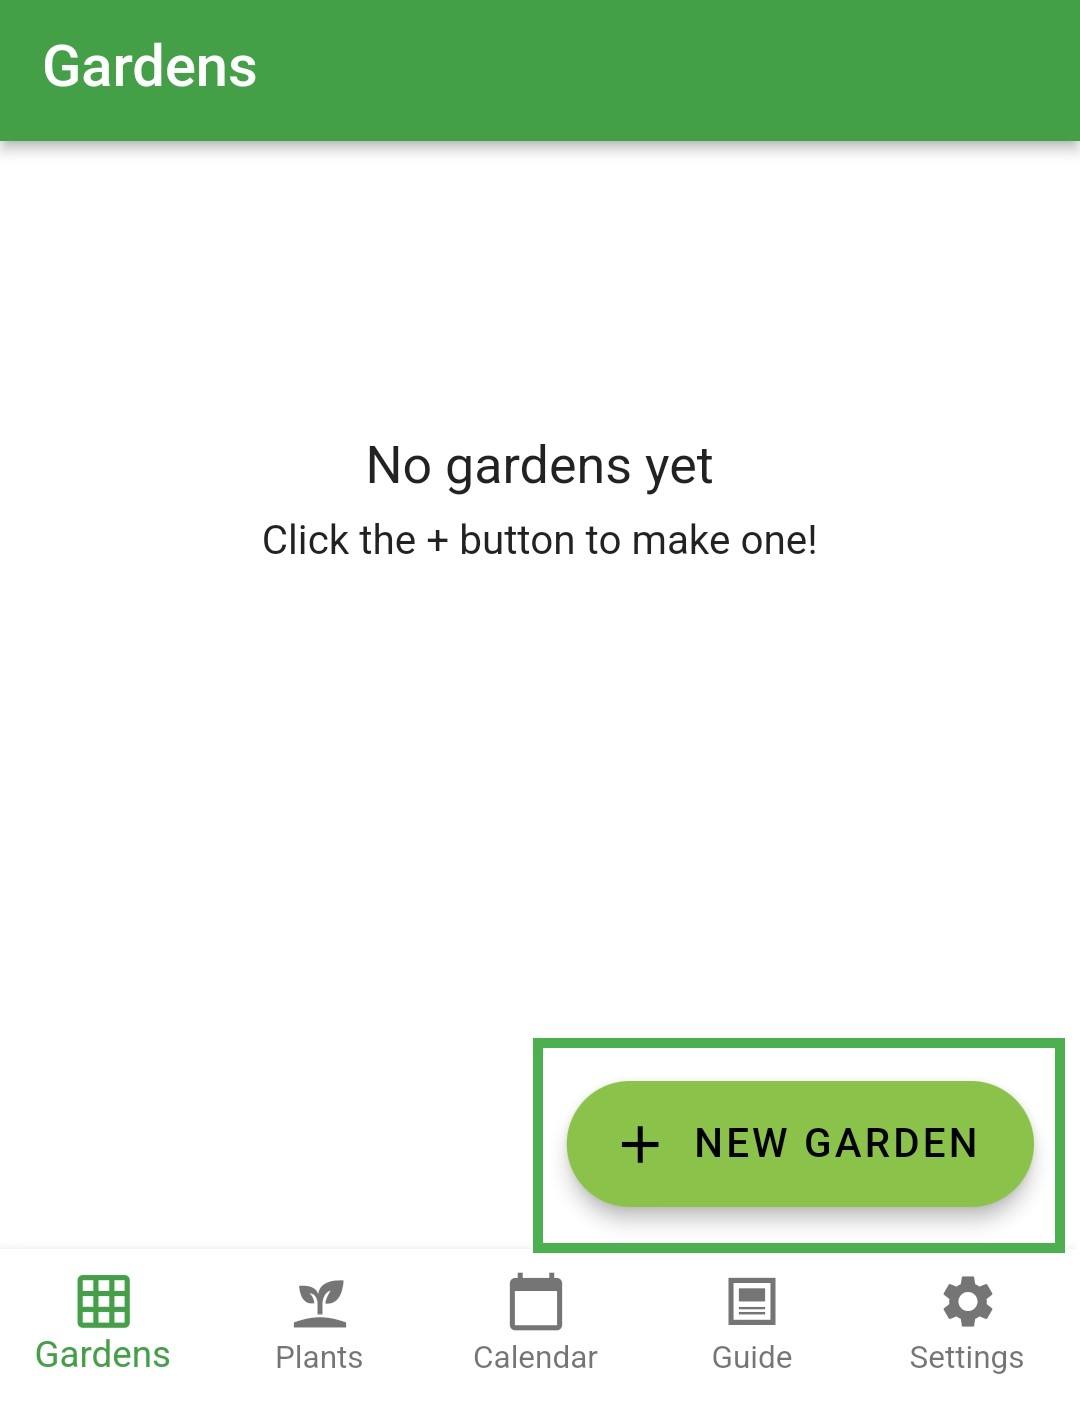 Gardens
No gardens yet
Click the + button to make one!
+ NEW GARDEN
Gardens Plants Calendar Guide Settings